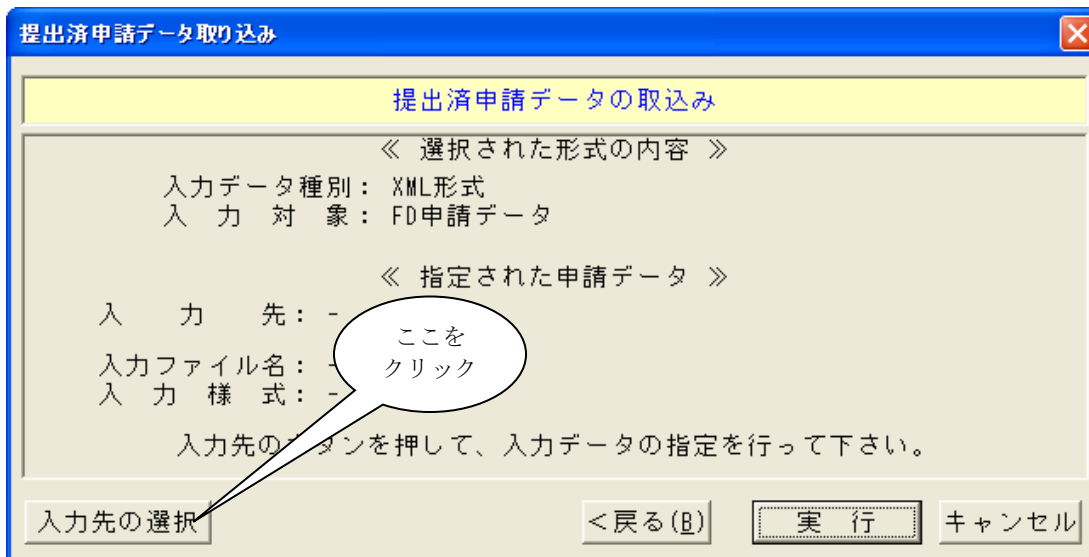 提出済申請データ取り込み
提出済申請データの取込み
≪ 選択された形式の内容 ≫
入力データ種別： XML形式
入 力 対 象： FD申請データ
≪ 指定された申請データ ≫
入 力 先： -
入力ファイル名： -
入 力 様 式： -
ここを
クリック
入力先のボタンを押して、入力データの指定を行って下さい。
入力先の選択 <戻る(B) 実 行 キャンセル